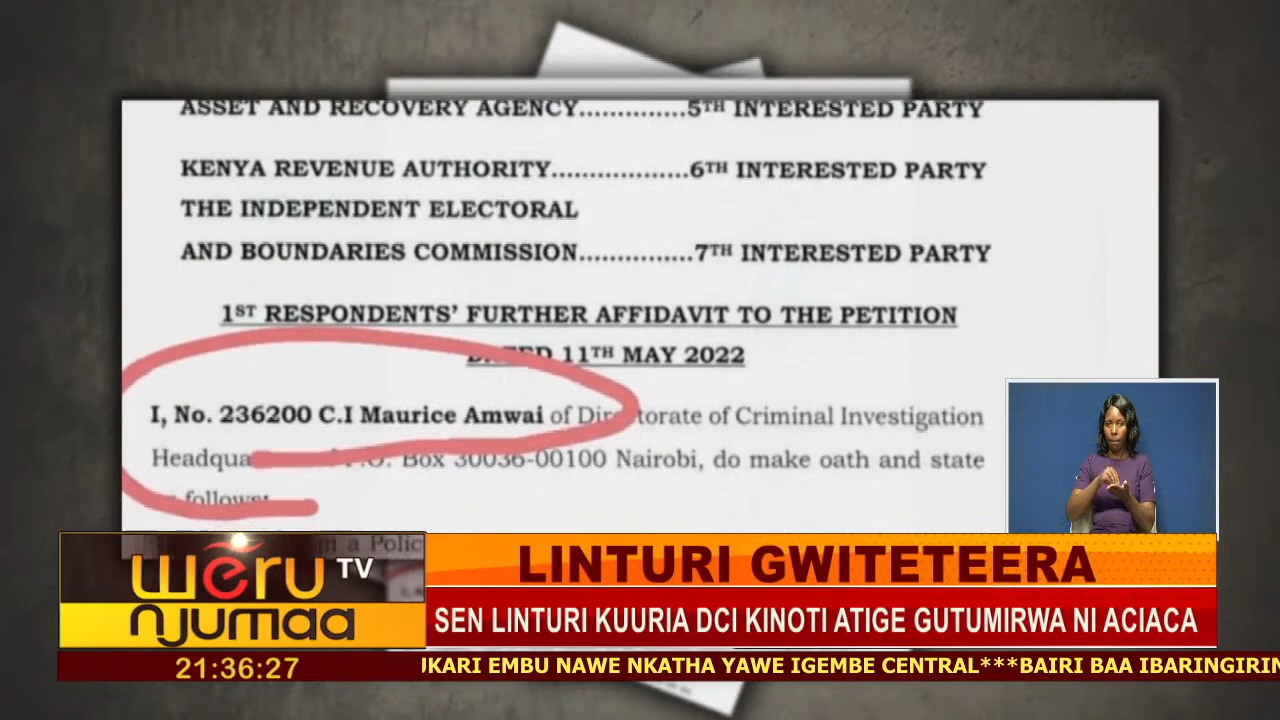 ASSET AND RECOVERY AGENCY..............5TH INTERESTED PARTY
KENYA REVENUE AUTHORITY..................6TH INTERESTED PARTY
THE INDEPENDENT ELECTORAL
AND BOUNDARIES COMMISSION...............7TH INTERESTED PARTY
1ST RESPONDENTS' FURTHER AFFIDAVIT TO THE PETITION
DATED 11TH MAY 2022
I, No. 236200 C.I Maurice Amwai of Directorate of Criminal Investigation
P.O. Box 30036-00100 Nairobi, do make oath and state
follows:
a Polic
weru TV
njumaa
LINTURI GWITETEERA
SEN LINTURI KUURIA DCI KINOTI ATIGE GUTUMIRWA NI ACIACA
21:36:27
UKARI EMBU NAWE NKATHA YAWE IGEMBE CENTRAL***BAIRI BAA IBARINGIRIN